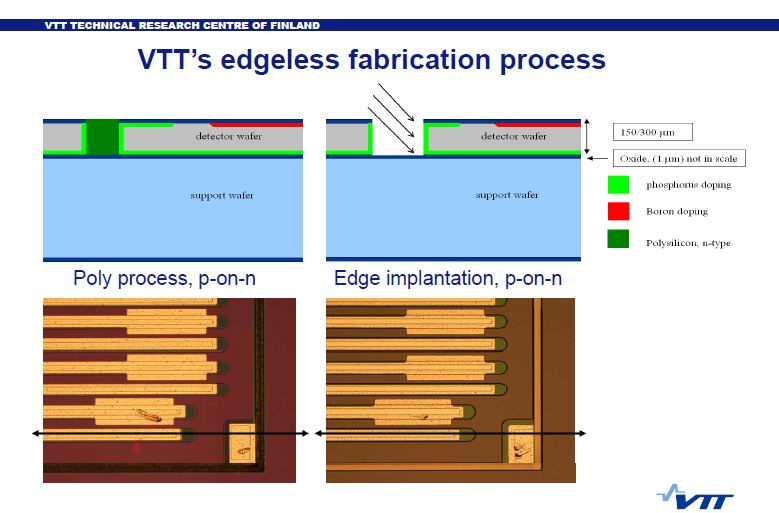 VTT TECHNICAL RESEARCH CENTRE OF FINLAND
VTT’s edgeless fabrication process
detector wafer
support wafer
detector wafer
support wafer
150/300 μm
Oxide, (1 μm) not in scale
phosphorus doping
Boron doping
Polysilicon, n-type
Poly process, p-on-n
Edge implantation, p-on-n
VTT